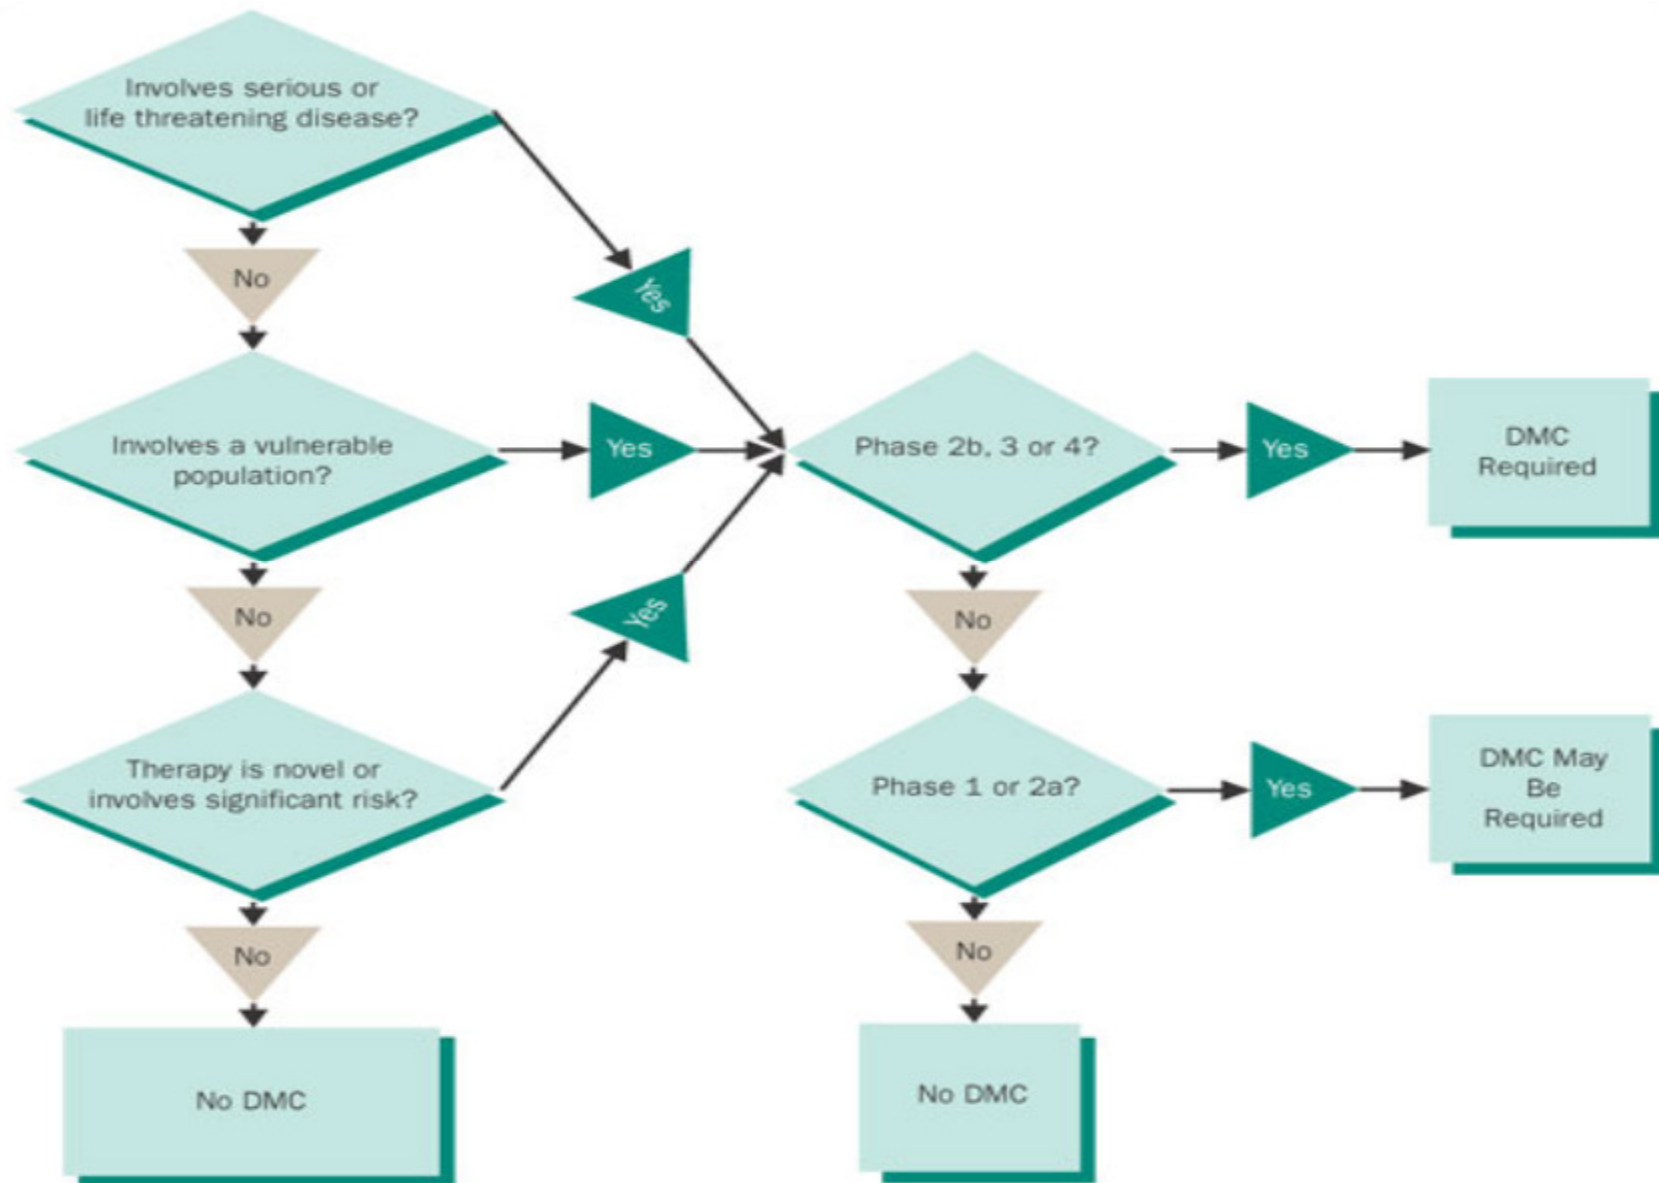 Involves serious or
life threatening disease?
Yes
No
Involves a vulnerable
population?
Yes
Phase 2b, 3 or 4?
Yes
DMC
Required
No
Yes
No
Therapy is novel or
involves significant risk?
Phase 1 or 2a?
Yes
DMC May
Be
Required
No
No
No DMC
No DMC